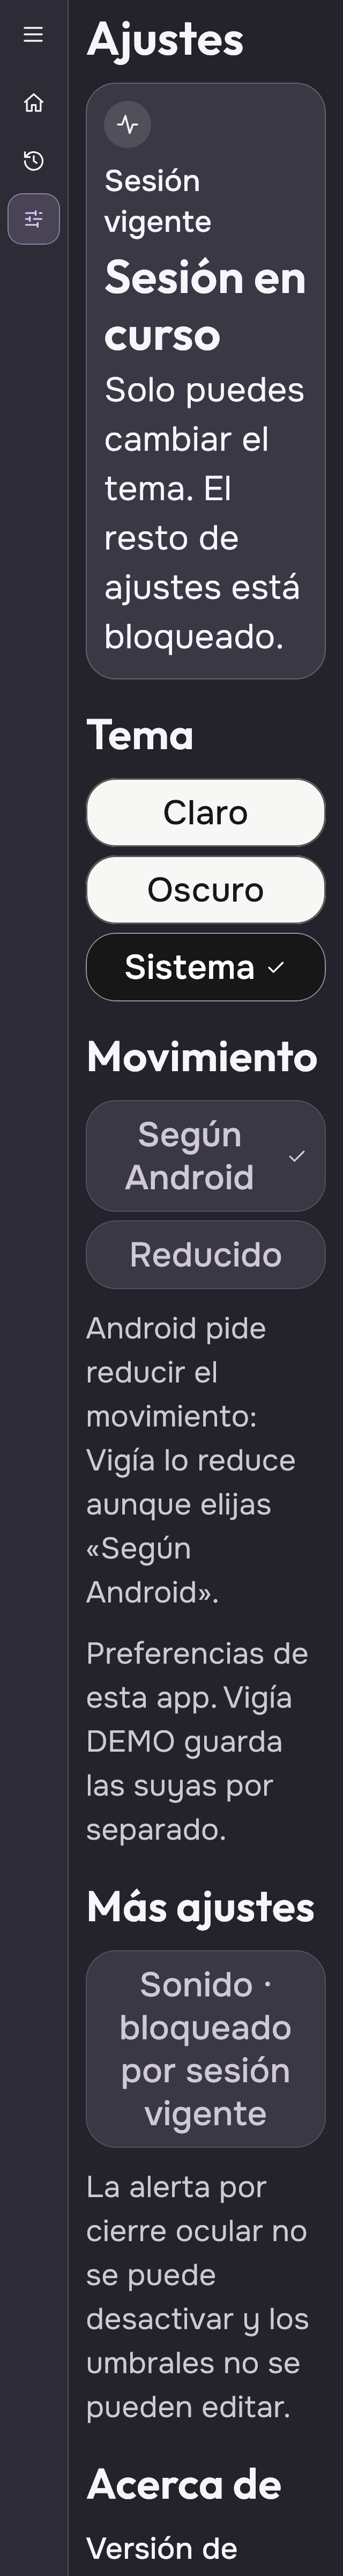 Ajustes
Sesión
vigente
Sesión en
curso
Solo puedes
cambiar el
tema. El
resto de
ajustes está
bloqueado.
Tema
Claro
Oscuro
Sistema
Movimiento
Según
Android
Reducido
Android pide
reducir el
movimiento:
Vigía lo reduce
aunque elijas
«Según
Android».
Preferencias de
esta app. Vigía
DEMO guarda
las suyas por
separado.
Más ajustes
Sonido ·
bloqueado
por sesión
vigente
La alerta por
cierre ocular no
se puede
desactivar y los
umbrales no se
pueden editar.
Acerca de
Versión de